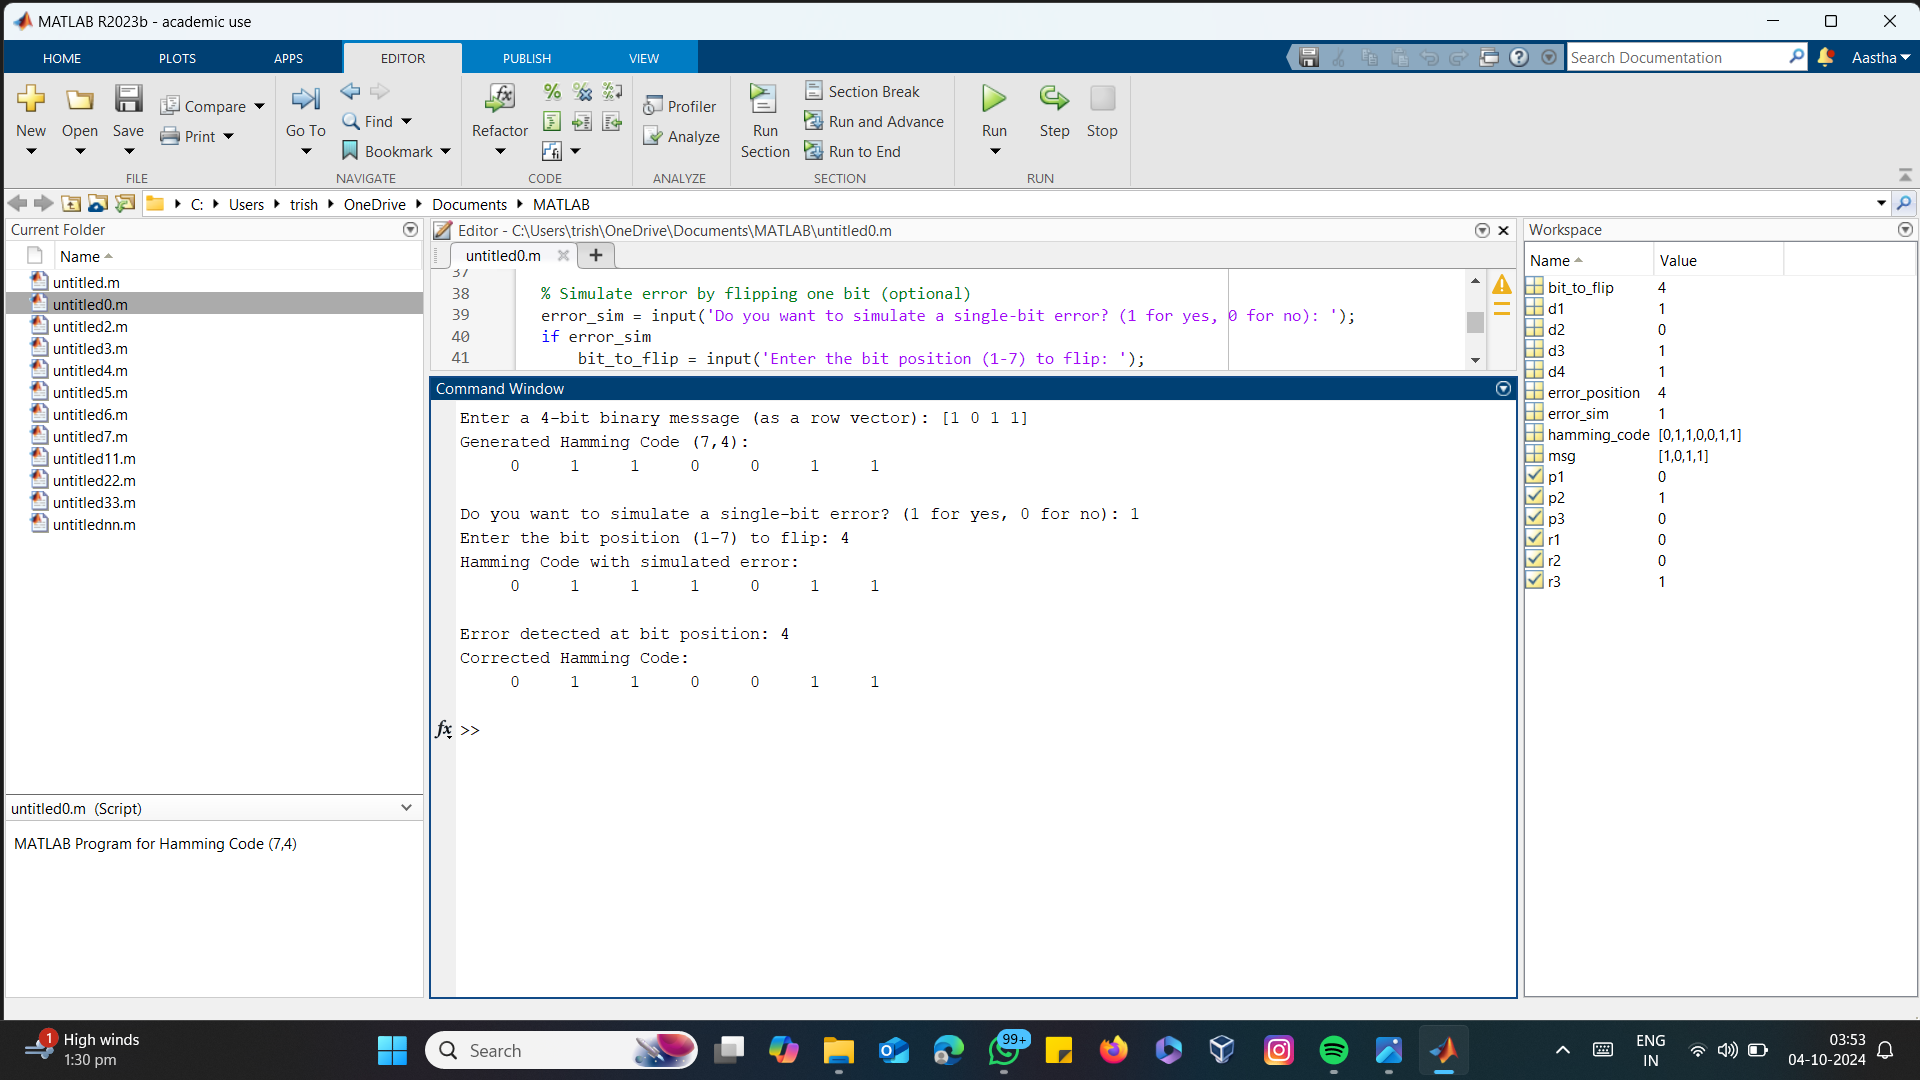 MATLAB R2023b - academic use
HOME PLOTS APPS EDITOR PUBLISH VIEW
Search Documentation
Aastha
New Open Save Compare Print
FILE
Go To Find Bookmark
NAVIGATE
Refactor
CODE
Profiler
Analyze
ANALYZE
Run Section
Section Break
Run and Advance
Run to End
SECTION
Run Step Stop
RUN
C: Users trish OneDrive Documents MATLAB
Current Folder
Name
untitled.m
untitled0.m
untitled2.m
untitled3.m
untitled4.m
untitled5.m
untitled6.m
untitled7.m
untitled11.m
untitled22.m
untitled33.m
untitlednn.m
untitled0.m (Script)
MATLAB Program for Hamming Code (7,4)
Editor - C:\Users\trish\OneDrive\Documents\MATLAB\untitled0.m
untitled0.m
37
38 % Simulate error by flipping one bit (optional)
39 error_sim = input('Do you want to simulate a single-bit error? (1 for yes, 0 for no): ');
40 if error_sim
41 bit_to_flip = input('Enter the bit position (1-7) to flip: ');
Command Window
Enter a 4-bit binary message (as a row vector): [1 0 1 1]
Generated Hamming Code (7,4):
0 1 1 0 0 1 1
Do you want to simulate a single-bit error? (1 for yes, 0 for no): 1
Enter the bit position (1-7) to flip: 4
Hamming Code with simulated error:
0 1 1 1 0 1 1
Error detected at bit position: 4
Corrected Hamming Code:
0 1 1 0 0 1 1
fx >>
Workspace
Name Value
bit_to_flip 4
d1 1
d2 0
d3 1
d4 1
error_position 4
error_sim 1
hamming_code [0,1,1,0,0,1,1]
msg [1,0,1,1]
p1 0
p2 1
p3 0
r1 0
r2 0
r3 1
1
High winds
1:30 pm
Search
99+
ENG
IN
03:53
04-10-2024